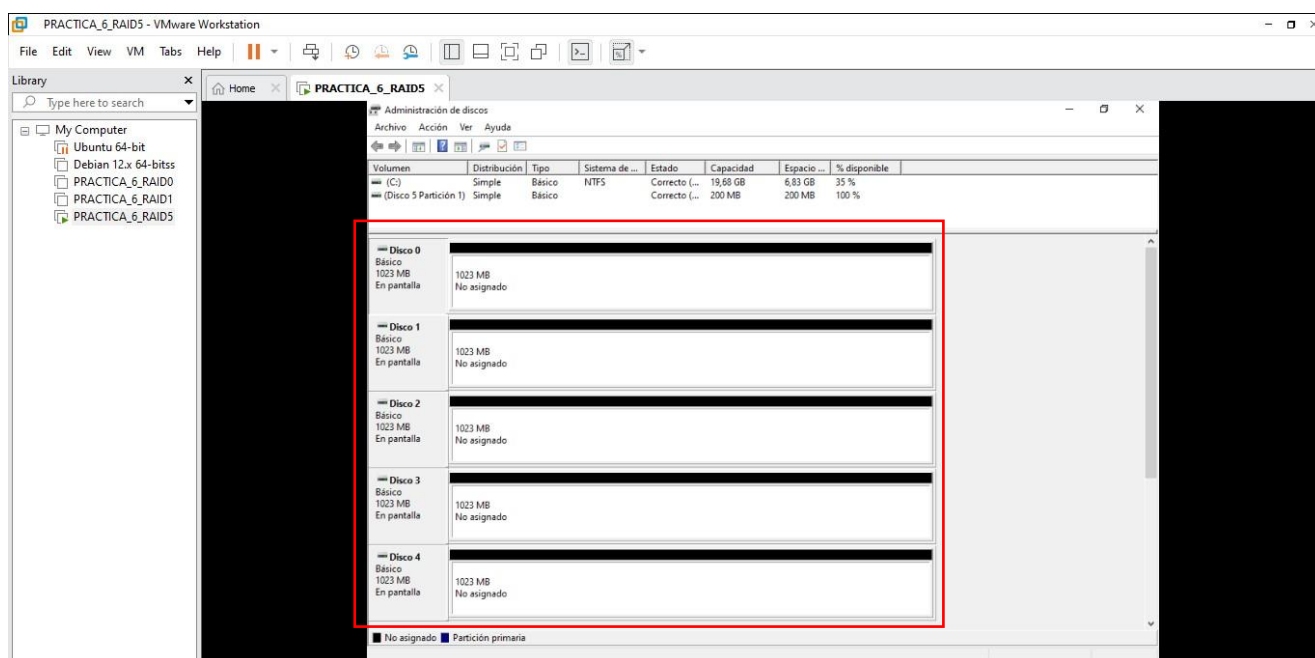 PRACTICA_6_RAID5 - VMware Workstation
File Edit View VM Tabs Help
Library
Home
PRACTICA_6_RAID5
Type here to search
My Computer
Ubuntu 64-bit
Debian 12.x 64-bitss
PRACTICA_6_RAID0
PRACTICA_6_RAID1
PRACTICA_6_RAID5
Administración de discos
Archivo Acción Ver Ayuda
Volumen Distribución Tipo Sistema de ... Estado Capacidad Espacio ... % disponible
(C:) Simple Básico NTFS Correcto (... 19,68 GB 6,83 GB 35 %
(Disco 5 Partición 1) Simple Básico Correcto (... 200 MB 200 MB 100 %
Disco 0
Básico
1023 MB
En pantalla
1023 MB
No asignado
Disco 1
Básico
1023 MB
En pantalla
1023 MB
No asignado
Disco 2
Básico
1023 MB
En pantalla
1023 MB
No asignado
Disco 3
Básico
1023 MB
En pantalla
1023 MB
No asignado
Disco 4
Básico
1023 MB
En pantalla
1023 MB
No asignado
No asignado Partición primaria